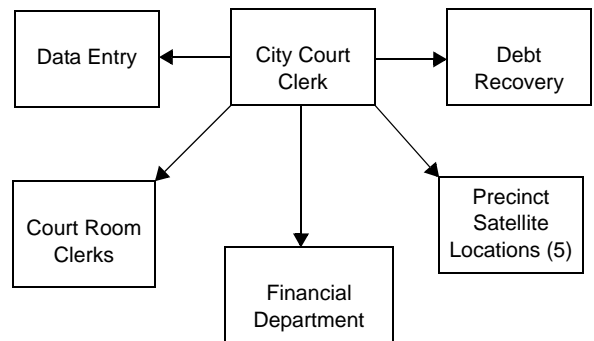 Data Entry
City Court
Clerk
Debt
Recovery
Court Room
Clerks
Precinct
Satellite
Locations (5)
Financial
Department